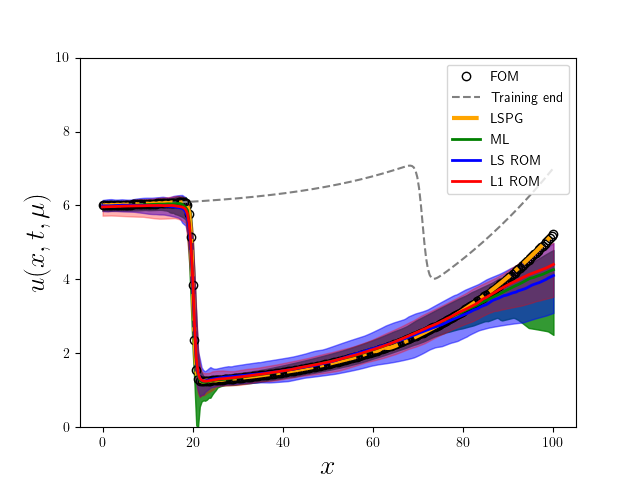 FOM
Training end
LSPG
ML
LS ROM
L1 ROM
u(x, t, μ)
10
8
6
4
2
0
0 20 40 60 80 100
x